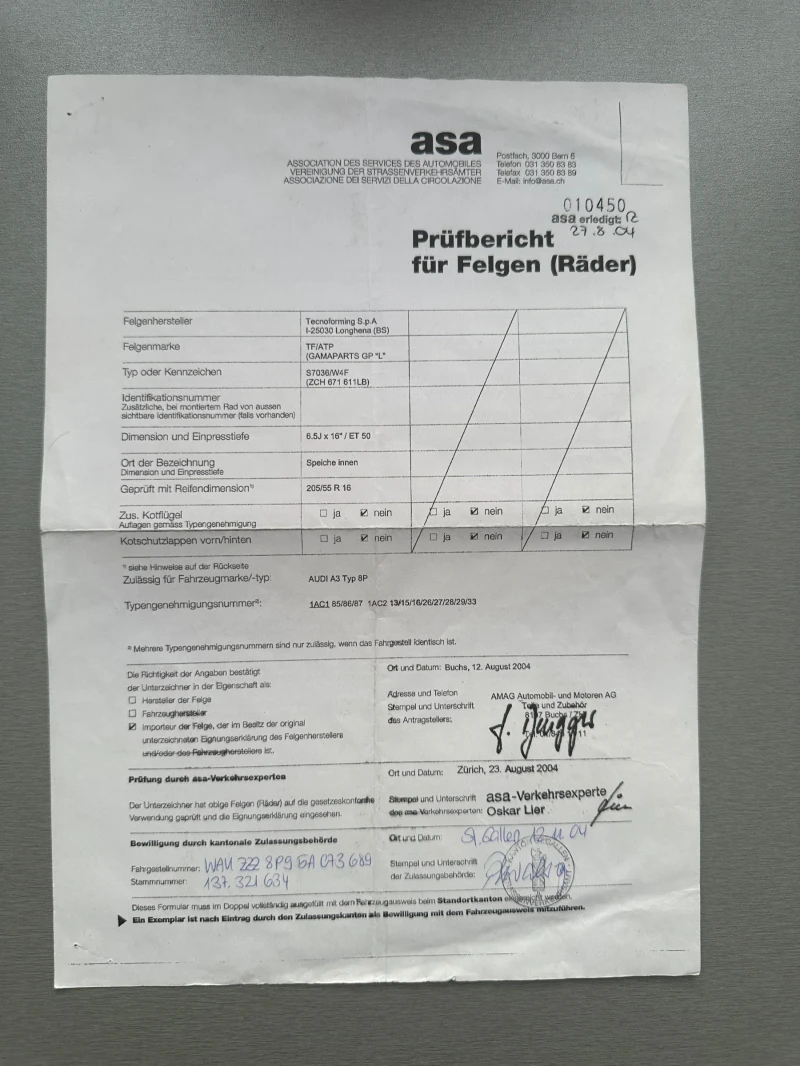 asa
ASSOCIATION DES SERVICES DES AUTOMOBILES
VEREINIGUNG DER STRASSENVERKEHRSÄMTER
ASSOCIAZIONE DEI SERVIZI DELLA CIRCOLAZIONE
Postfach, 3000 Bern 6
Telefon 031 350 83 83
Telefax 031 350 83 89
E-Mail: info@asa.ch
010450
asa erledigt:
27.8.04
Prüfbericht
für Felgen (Räder)
Felgenhersteller
Tecnoforming S.p.A
I-25030 Longhena (BS)
Felgenmarke
TF/ATP
(GAMAPARTS GP "L"
Typ oder Kennzeichen
S7036/W4F
(ZCH 671 611LB)
Identifikationsnummer
Zusätzliche, bei montiertem Rad von aussen
sichtbare Identifikationsnummer (falls vorhanden)
Dimension und Einpresstiefe
6.5J x 16" / ET 50
Ort der Bezeichnung
Dimension und Einpresstiefe
Speiche innen
Geprüft mit Reifendimension¹⁾
205/55 R 16
Zus. Kotflügel
Auflagen gemäss Typengenehmigung
☐ ja ☑ nein ☐ ja ☑ nein ☐ ja ☑ nein
Kotschutzlappen vorn/hinten
☐ ja ☑ nein ☐ ja ☑ nein ☐ ja ☑ nein
¹⁾ siehe Hinweise auf der Rückseite
Zulässig für Fahrzeugmarke/-typ: AUDI A3 Typ 8P
Typengenehmigungsnummer²⁾: 1AC1 85/86/87 1AC2 13/15/16/26/27/28/29/33
²⁾ Mehrere Typengenehmigungsnummern sind nur zulässig, wenn das Fahrgestell identisch ist.
Die Richtigkeit der Angaben bestätigt
der Unterzeichner in der Eigenschaft als:
☐ Hersteller der Felge
☐ Fahrzeughersteller
☑ Importeur der Felge, der im Besitz der original
unterzeichneten Eignungserklärung des Felgenherstellers
und/oder des Fahrzeugherstellers ist.
Ort und Datum: Buchs, 12. August 2004
Adresse und Telefon
Stempel und Unterschrift
des Antragstellers:
AMAG Automobil- und Motoren AG
Teile und Zubehör
Buchs / ZH
Prüfung durch asa-Verkehrsexperten
Ort und Datum: Zürich, 23. August 2004
Der Unterzeichner hat obige Felgen (Räder) auf die gesetzeskonforme
Verwendung geprüft und die Eignungserklärung eingesehen.
Stempel und Unterschrift
des asa-Verkehrsexperten:
asa-Verkehrsexperte
Oskar Lier
Bewilligung durch kantonale Zulassungsbehörde
Ort und Datum: St. Gallen 12.11.04
Fahrgestellnummer: WAU ZZZ 8P9 5A 073 689
Stammnummer: 137.321 634
Stempel und Unterschrift
der Zulassungsbehörde:
Dieses Formular muss im Doppel vollständig ausgefüllt mit dem Fahrzeugausweis beim Standortkanton eingereicht werden.
Ein Exemplar ist nach Eintrag durch den Zulassungskanton als Bewilligung mit dem Fahrzeugausweis mitzuführen.